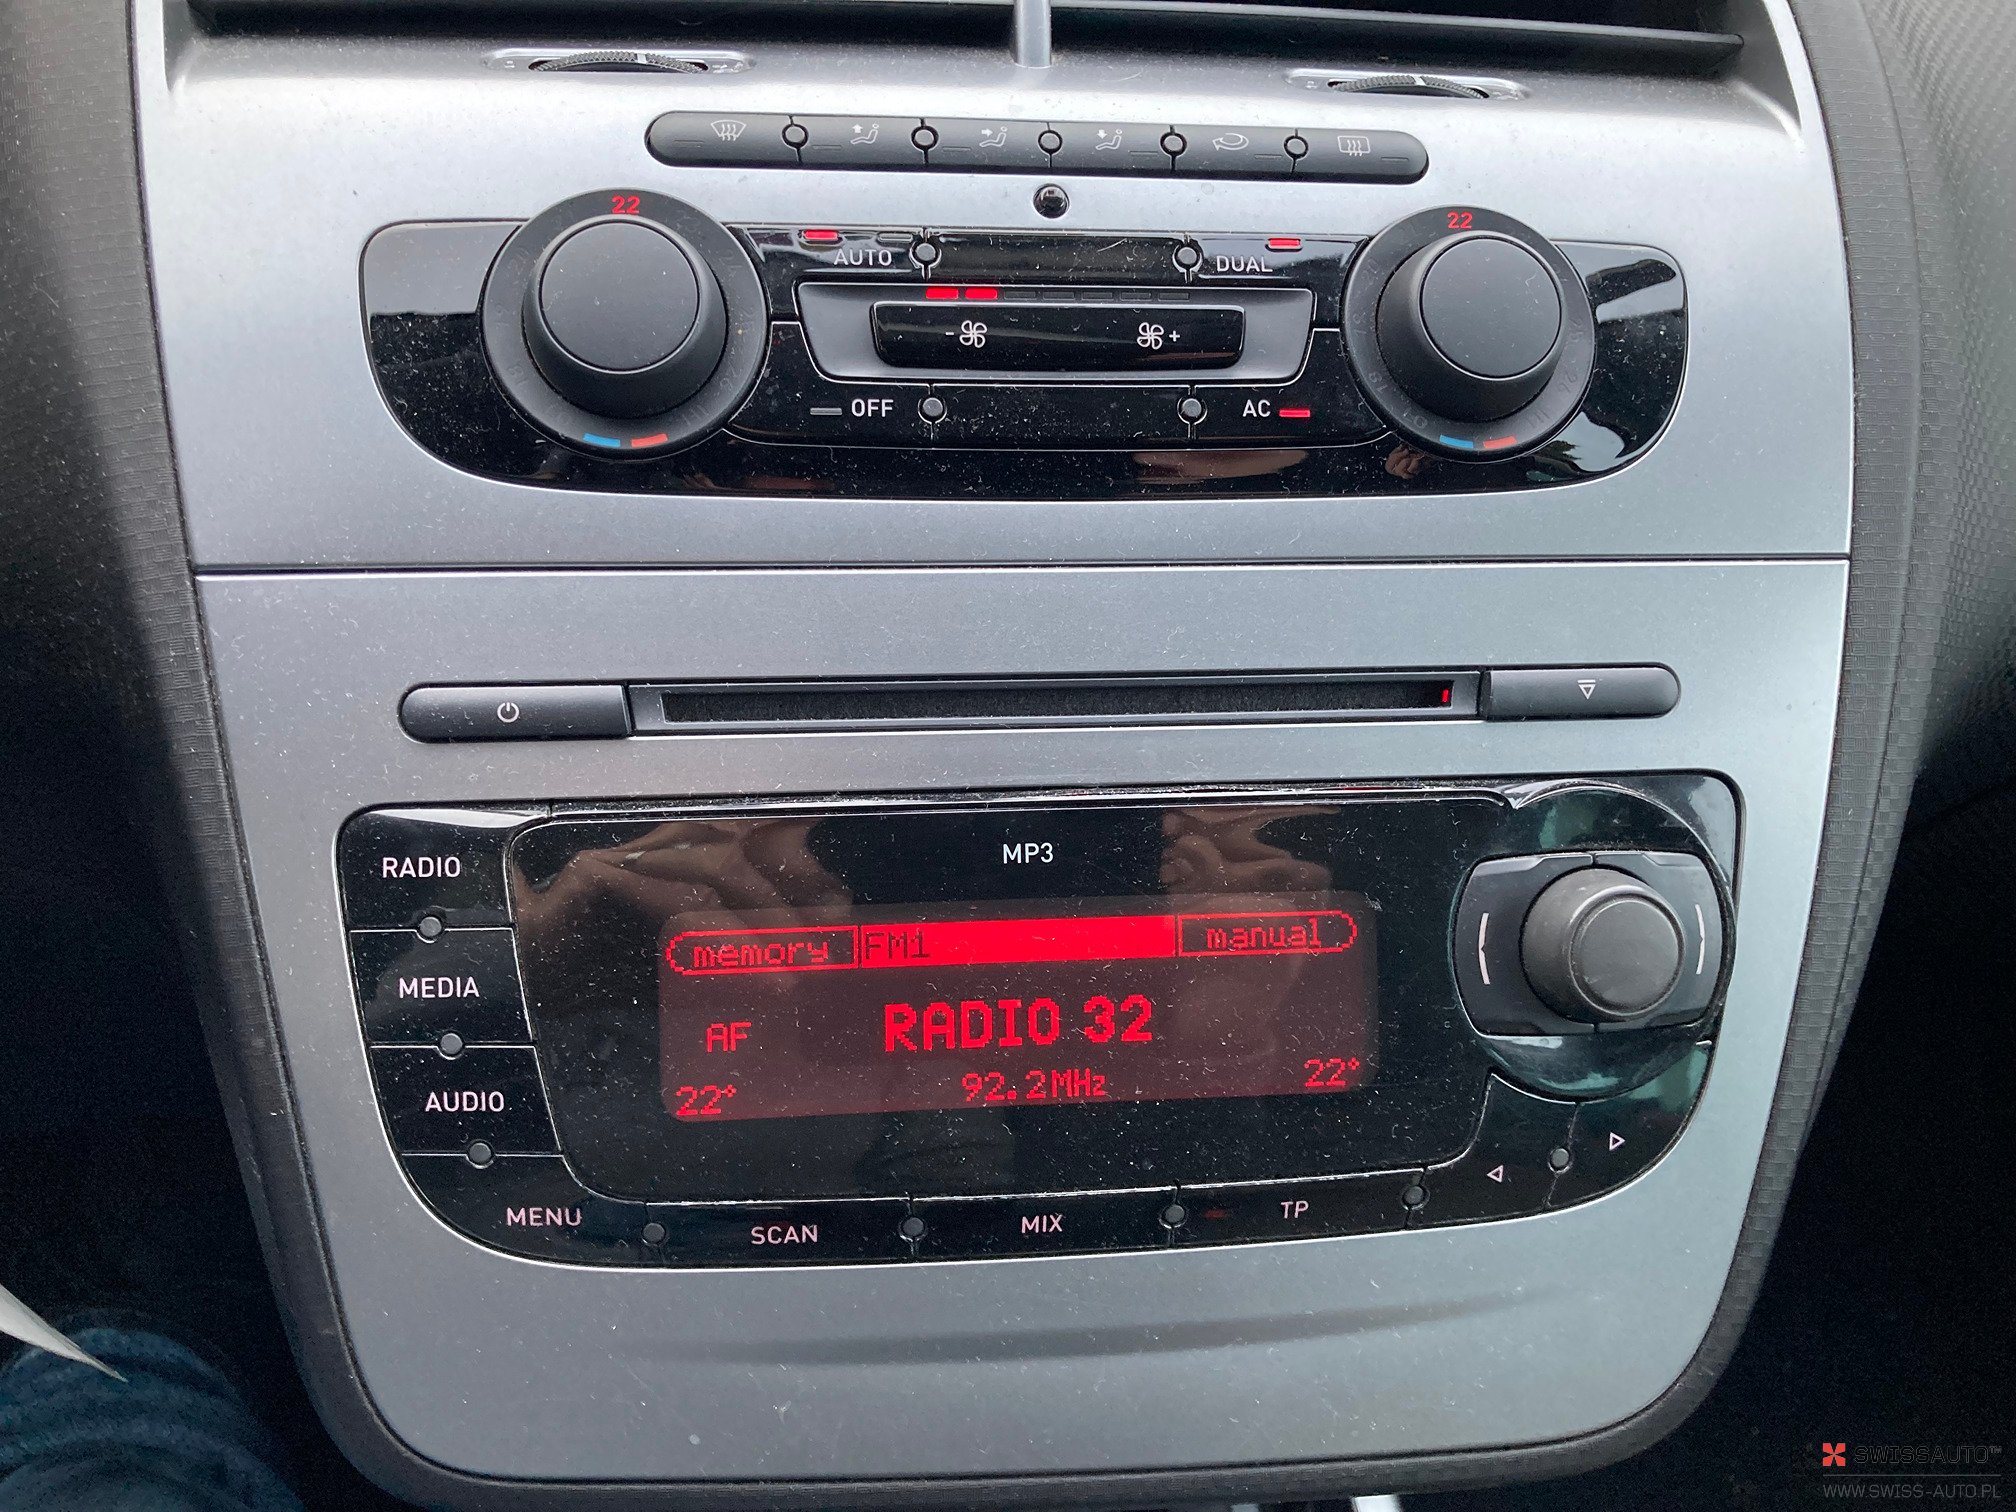 22
22
AUTO
DUAL
- +
OFF
AC
RADIO
MP3
memory FM1 manual
MEDIA
RADIO 32
AF
92.2MHz
22°
22°
AUDIO
MENU
SCAN
MIX
TP
SWISSAUTO™
WWW.SWISS-AUTO.PL